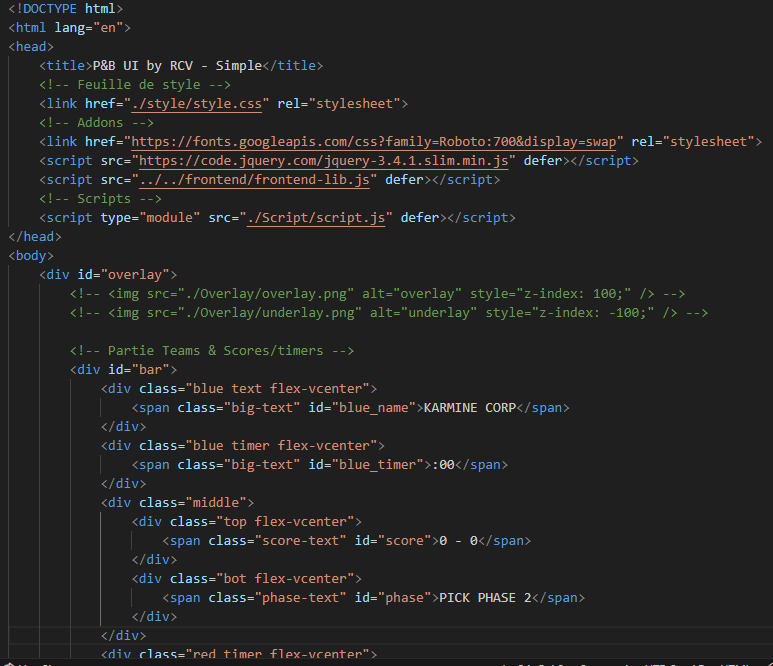 <!DOCTYPE html>
<html lang="en">
<head>
    <title>P&B UI by RCV - Simple</title>
    <!-- Feuille de style -->
    <link href="./style/style.css" rel="stylesheet">
    <!-- Addons -->
    <link href="https://fonts.googleapis.com/css?family=Roboto:700&display=swap" rel="stylesheet">
    <script src="https://code.jquery.com/jquery-3.4.1.slim.min.js" defer></script>
    <script src="../../frontend/frontend-lib.js" defer></script>
    <!-- Scripts -->
    <script type="module" src="./Script/script.js" defer></script>
</head>
<body>
    <div id="overlay">
        <!-- <img src="./Overlay/overlay.png" alt="overlay" style="z-index: 100;" /> -->
        <!-- <img src="./Overlay/underlay.png" alt="underlay" style="z-index: -100;" /> -->
        <!-- Partie Teams & Scores/timers -->
        <div id="bar">
            <div class="blue text flex-vcenter">
                <span class="big-text" id="blue_name">KARMINE CORP</span>
            </div>
            <div class="blue timer flex-vcenter">
                <span class="big-text" id="blue_timer">:00</span>
            </div>
            <div class="middle">
                <div class="top flex-vcenter">
                    <span class="score-text" id="score">0 - 0</span>
                </div>
                <div class="bot flex-vcenter">
                    <span class="phase-text" id="phase">PICK PHASE 2</span>
                </div>
            </div>
            <div class="red timer flex-vcenter">